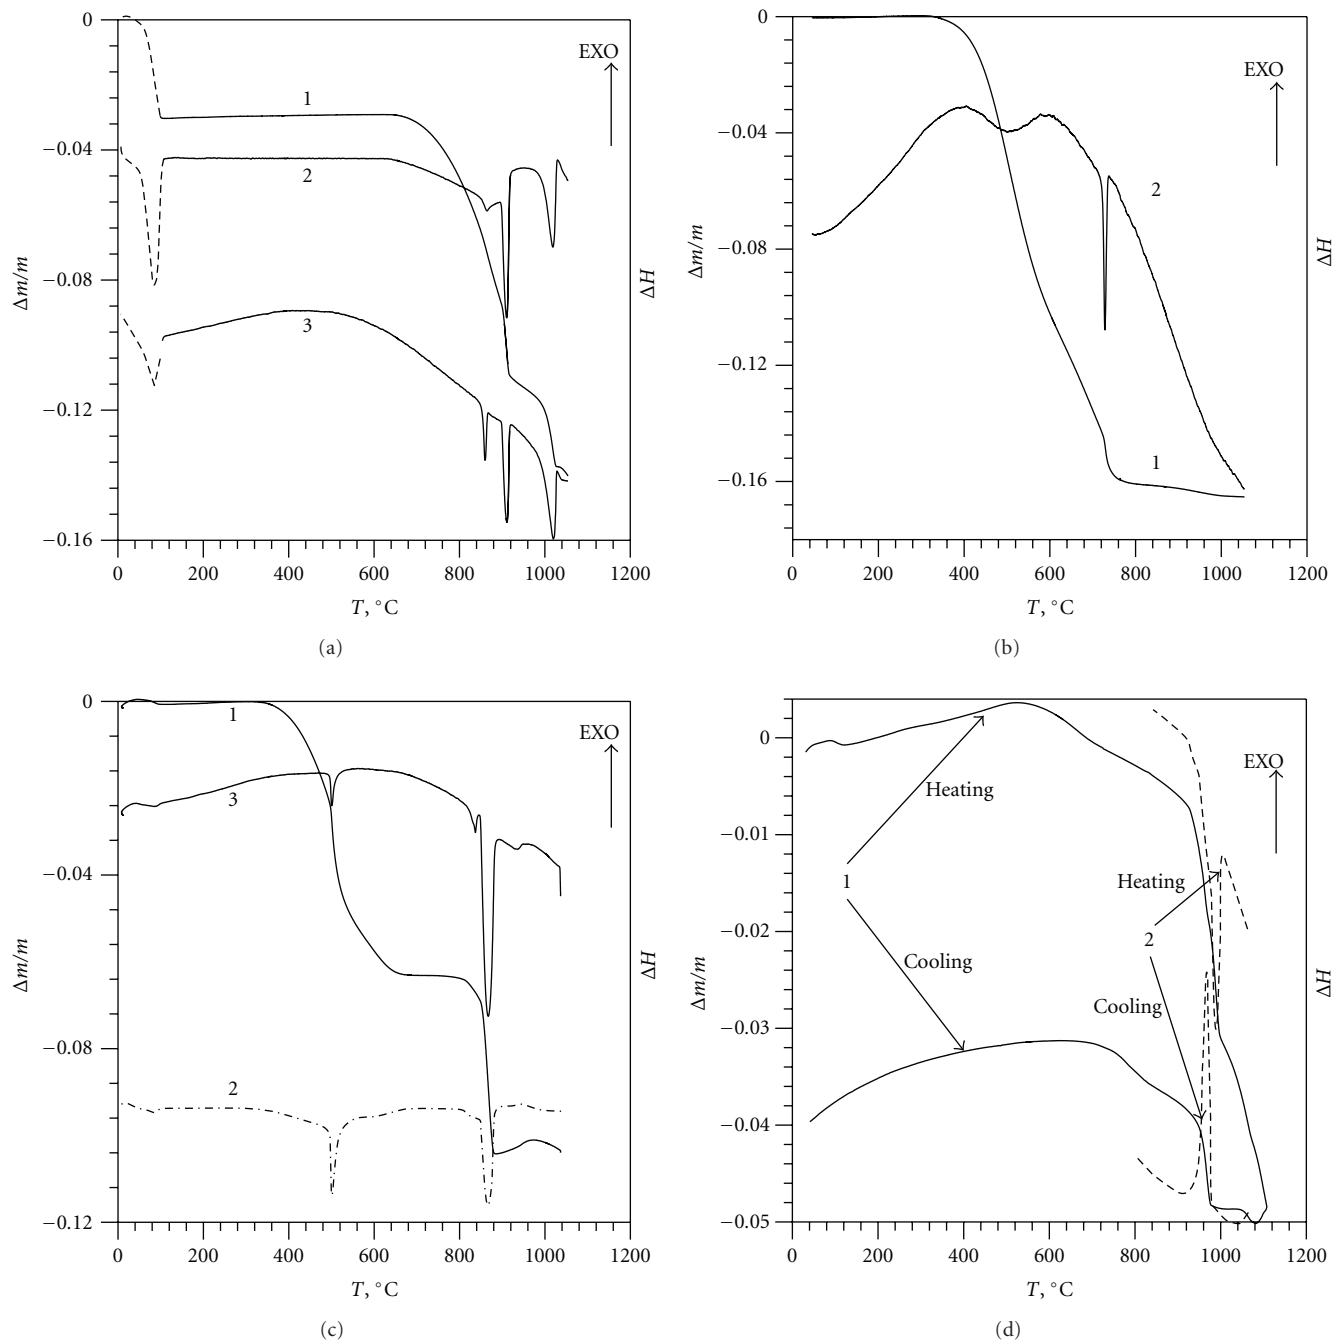 0
−0.04
−0.08
−0.12
−0.16
Δm/m
EXO
1
2
3
ΔH
0 200 400 600 800 1000 1200
T, °C
(a)
0
−0.04
−0.08
−0.12
−0.16
Δm/m
EXO
2
1
ΔH
0 200 400 600 800 1000 1200
T, °C
(b)
0
−0.04
−0.08
−0.12
Δm/m
EXO
1
3
2
ΔH
0 200 400 600 800 1000 1200
T, °C
(c)
0
−0.01
−0.02
−0.03
−0.04
−0.05
Δm/m
EXO
Heating
1
Heating
2
Cooling
Cooling
ΔH
0 200 400 600 800 1000 1200
T, °C
(d)